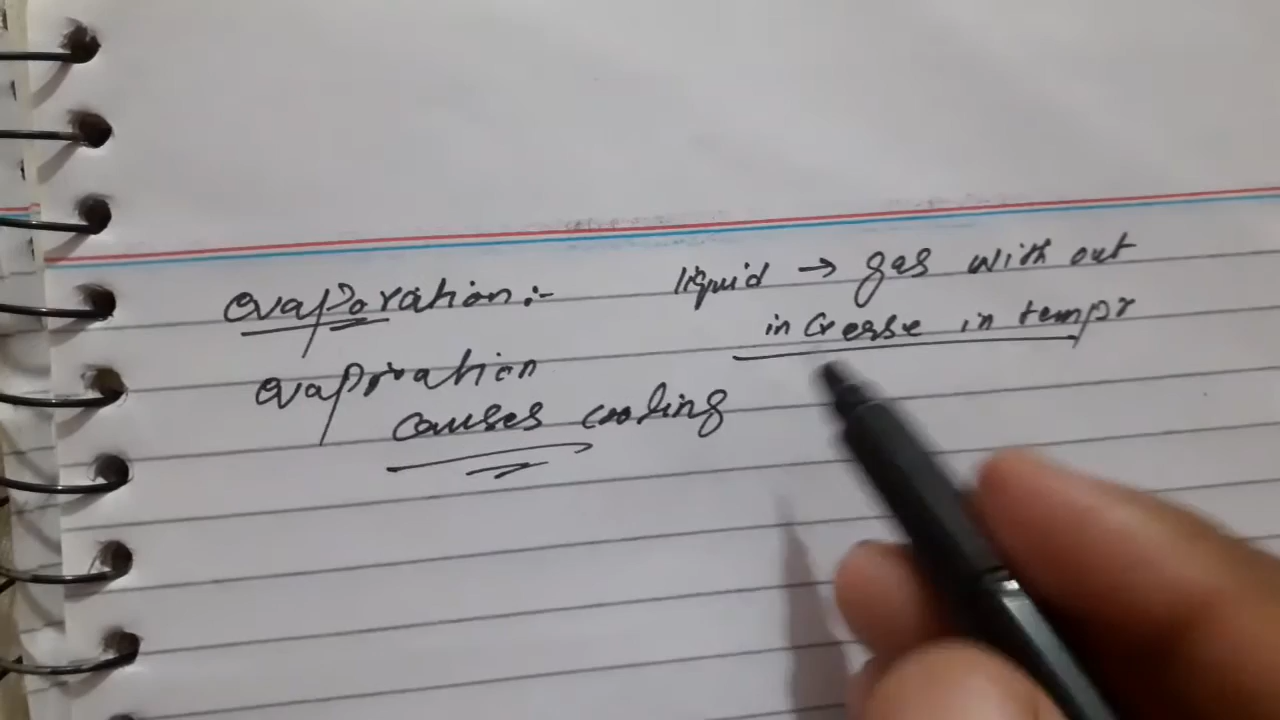 evaporation:- liquid → gas with out
increase in tempr
evaporation
causes cooling